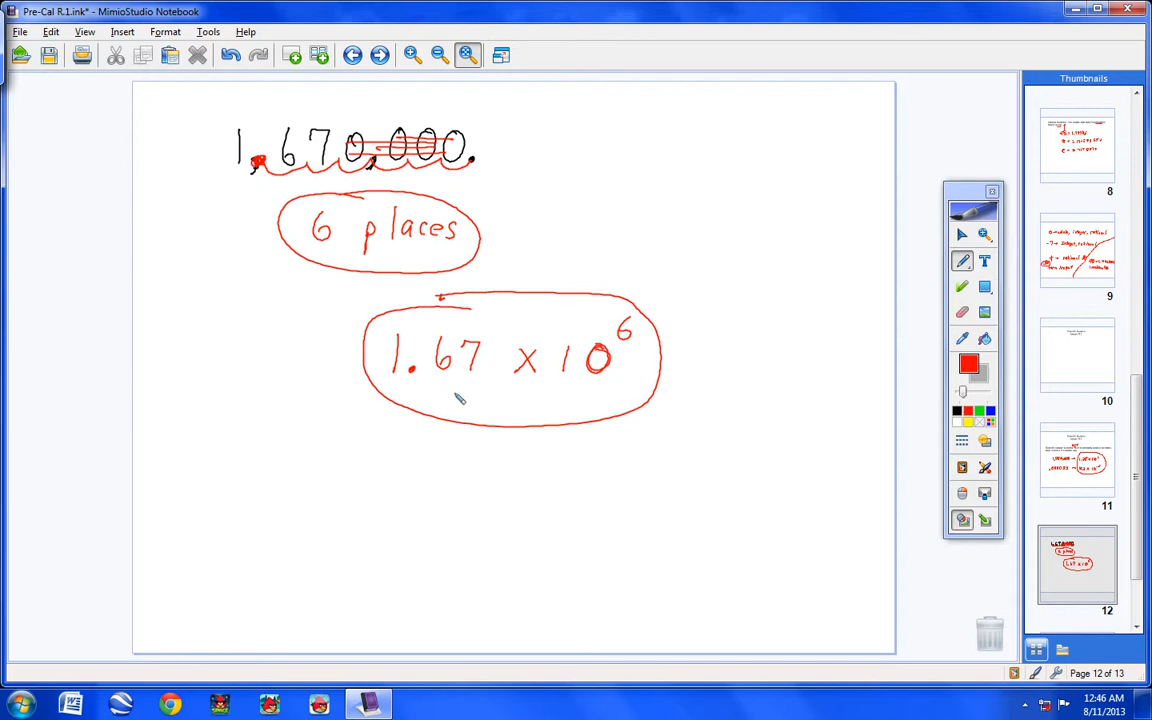 Pre-Cal R.1.ink* - MimioStudio Notebook
File Edit View Insert Format Tools Help
Thumbnails
1,670,000.
6 places
1.67 x 10⁶
8
9
10
11
12
Page 12 of 13
12:46 AM
8/11/2013